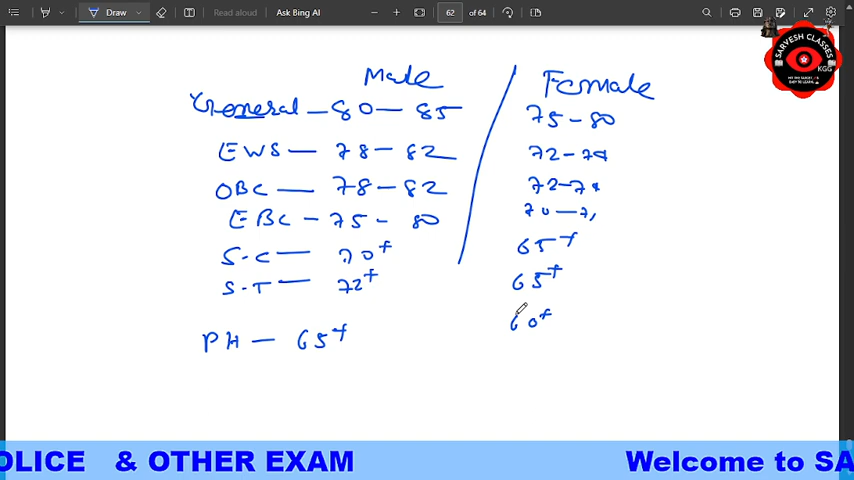 Draw
Read aloud
Ask Bing AI
62 of 64
SARVESH CLASSES
KGG
Male Female
General - 80 - 85 75 - 80
EWS - 78 - 82 72 - 78
OBC - 78 - 82 72 - 78
EBC - 75 - 80 70 -
S.C - 70+ 65+
S.T - 72+ 65+
PH - 65+ 60+
OLICE & OTHER EXAM Welcome to SA